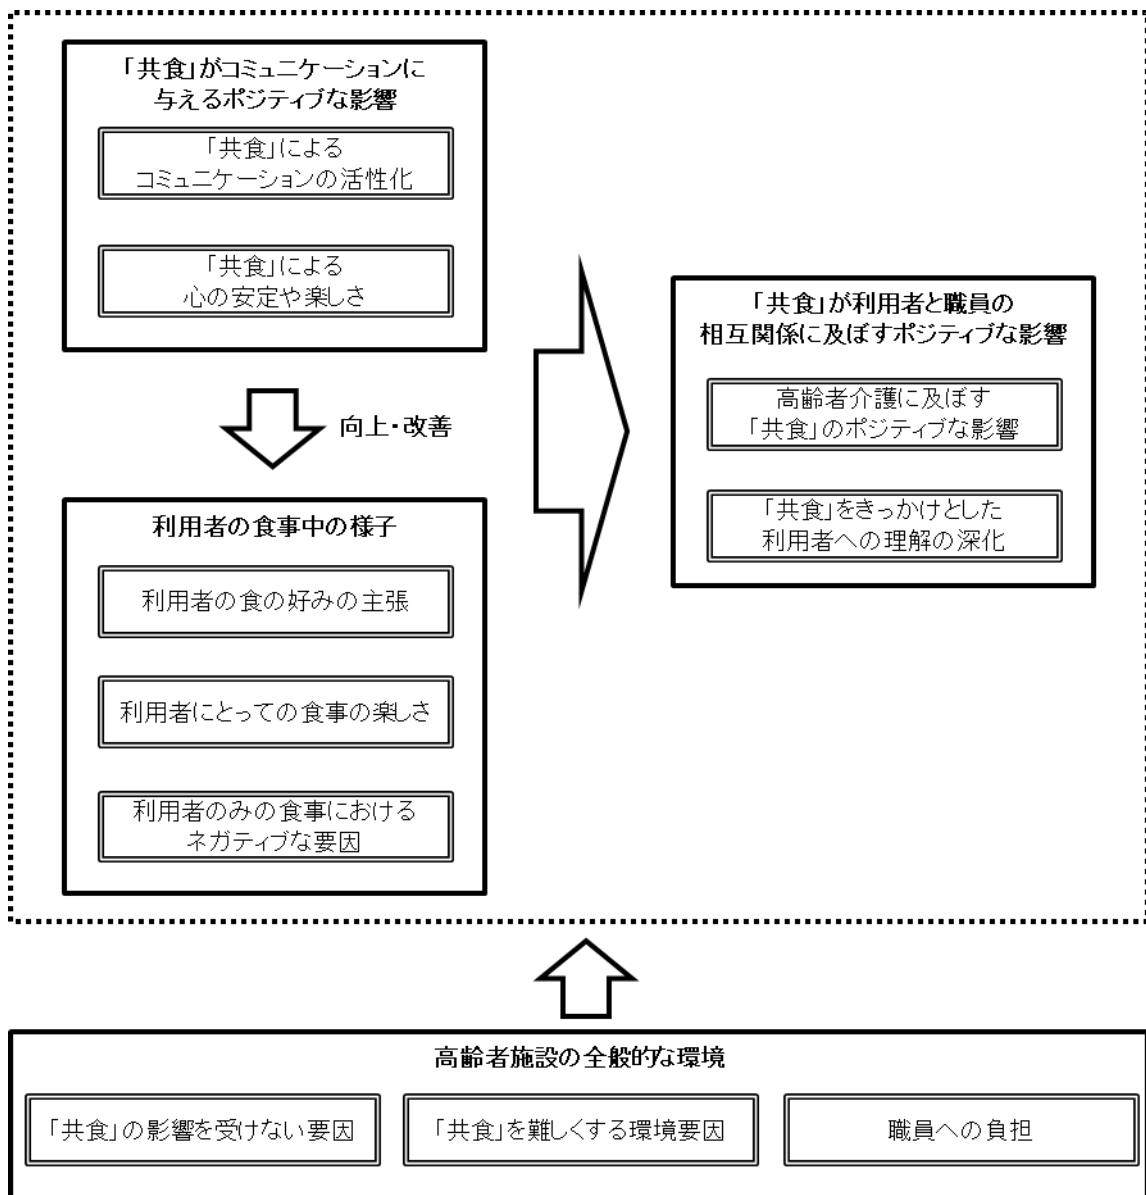 「共食」がコミュニケーションに
与えるポジティブな影響
「共食」による
コミュニケーションの活性化
「共食」による
心の安定や楽しさ
向上・改善
利用者の食事中の様子
利用者の食の好みの主張
利用者にとっての食事の楽しさ
利用者のみの食事における
ネガティブな要因
「共食」が利用者と職員の
相互関係に及ぼすポジティブな影響
高齢者介護に及ぼす
「共食」のポジティブな影響
「共食」をきっかけとした
利用者への理解の深化
高齢者施設の全般的な環境
「共食」の影響を受けない要因
「共食」を難しくする環境要因
職員への負担